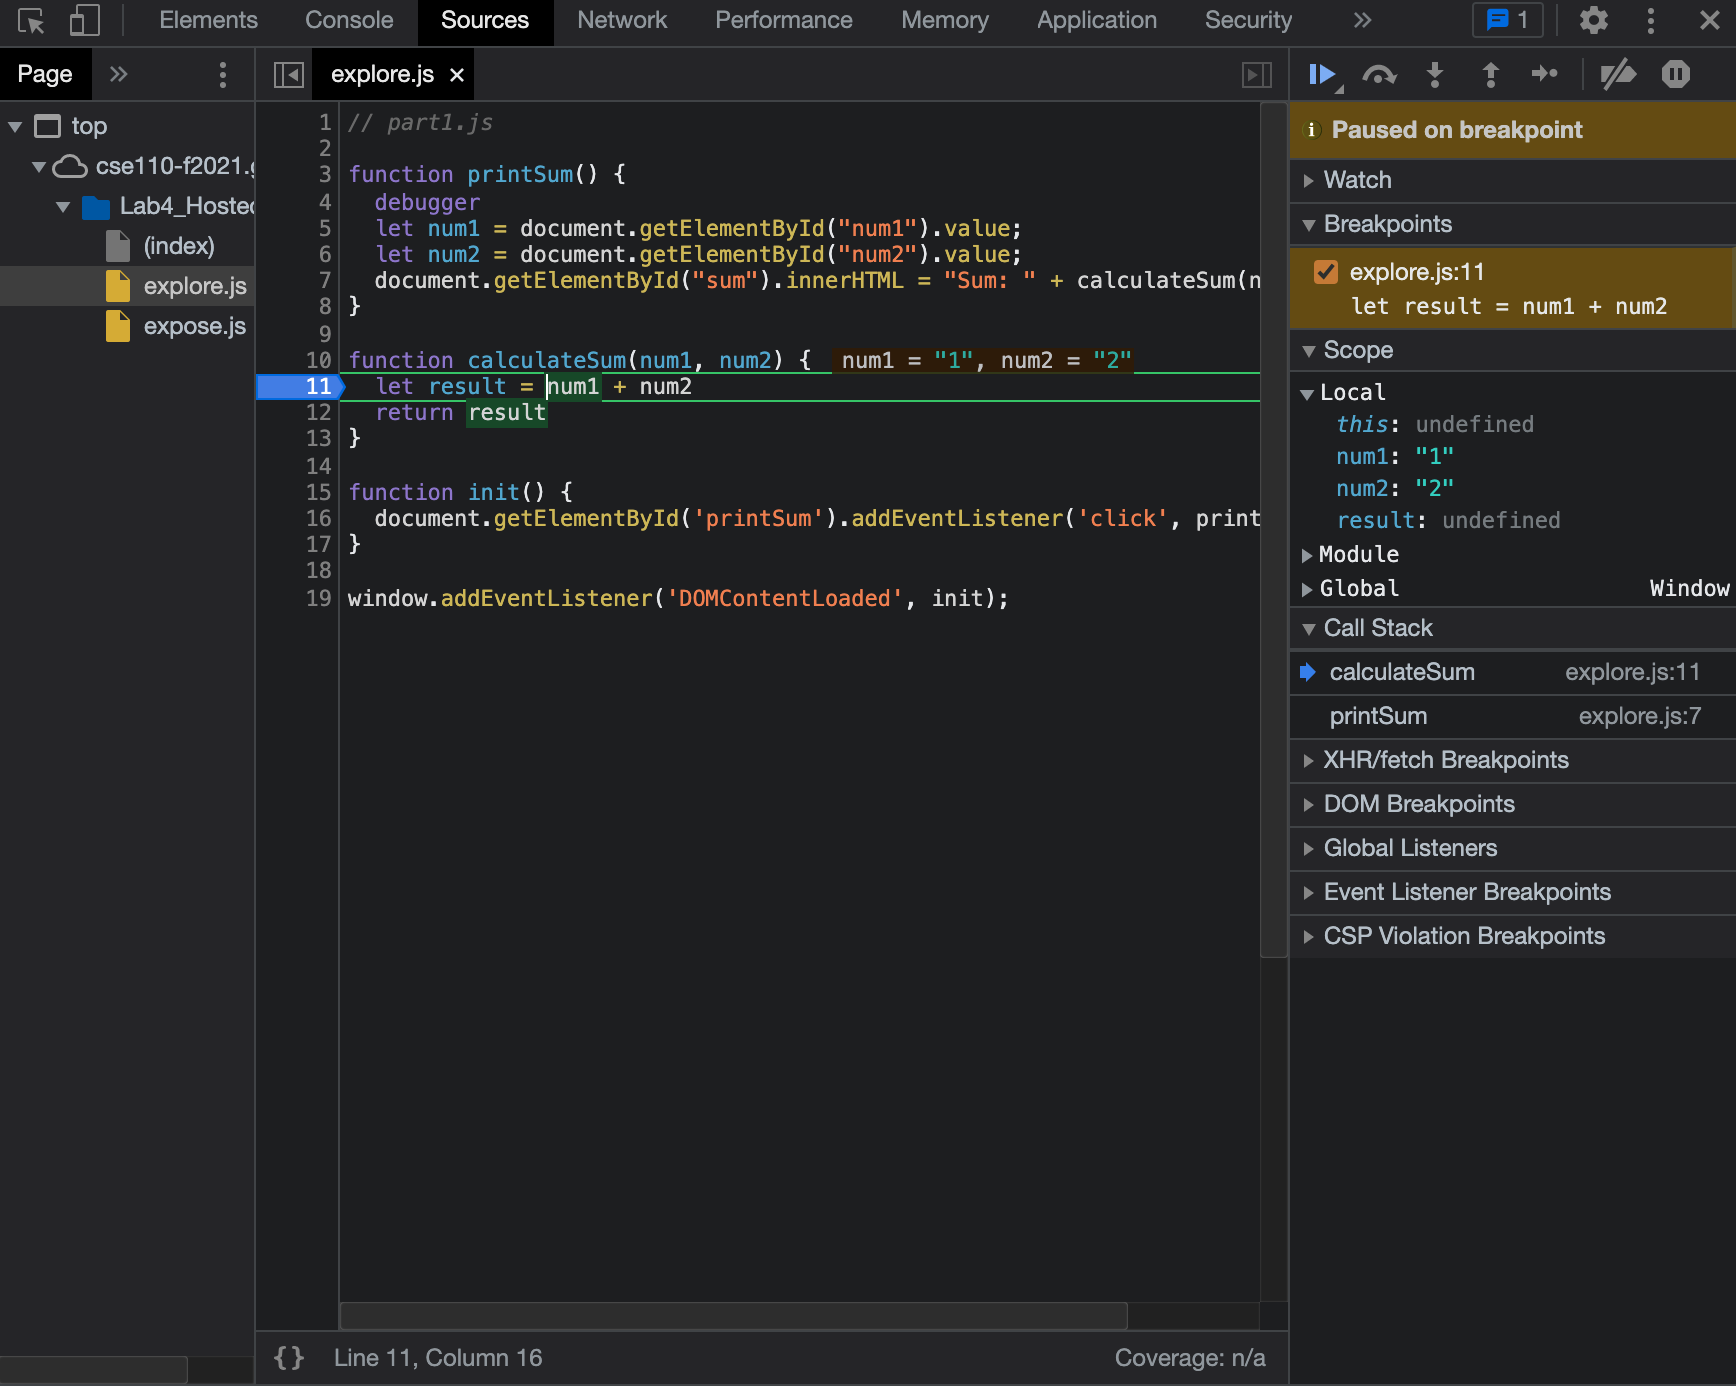 Elements Console Sources Network Performance Memory Application Security 1
Page
explore.js
top
cse110-f2021.g
Lab4_Hosted
(index)
explore.js
expose.js
1 // part1.js
2
3 function printSum() {
4 debugger
5 let num1 = document.getElementById("num1").value;
6 let num2 = document.getElementById("num2").value;
7 document.getElementById("sum").innerHTML = "Sum: " + calculateSum(n
8 }
9
10 function calculateSum(num1, num2) { num1 = "1", num2 = "2"
11 let result = num1 + num2
12 return result
13 }
14
15 function init() {
16 document.getElementById('printSum').addEventListener('click', print
17 }
18
19 window.addEventListener('DOMContentLoaded', init);
{} Line 11, Column 16 Coverage: n/a
Paused on breakpoint
Watch
Breakpoints
explore.js:11
let result = num1 + num2
Scope
Local
this: undefined
num1: "1"
num2: "2"
result: undefined
Module
Global Window
Call Stack
calculateSum explore.js:11
printSum explore.js:7
XHR/fetch Breakpoints
DOM Breakpoints
Global Listeners
Event Listener Breakpoints
CSP Violation Breakpoints